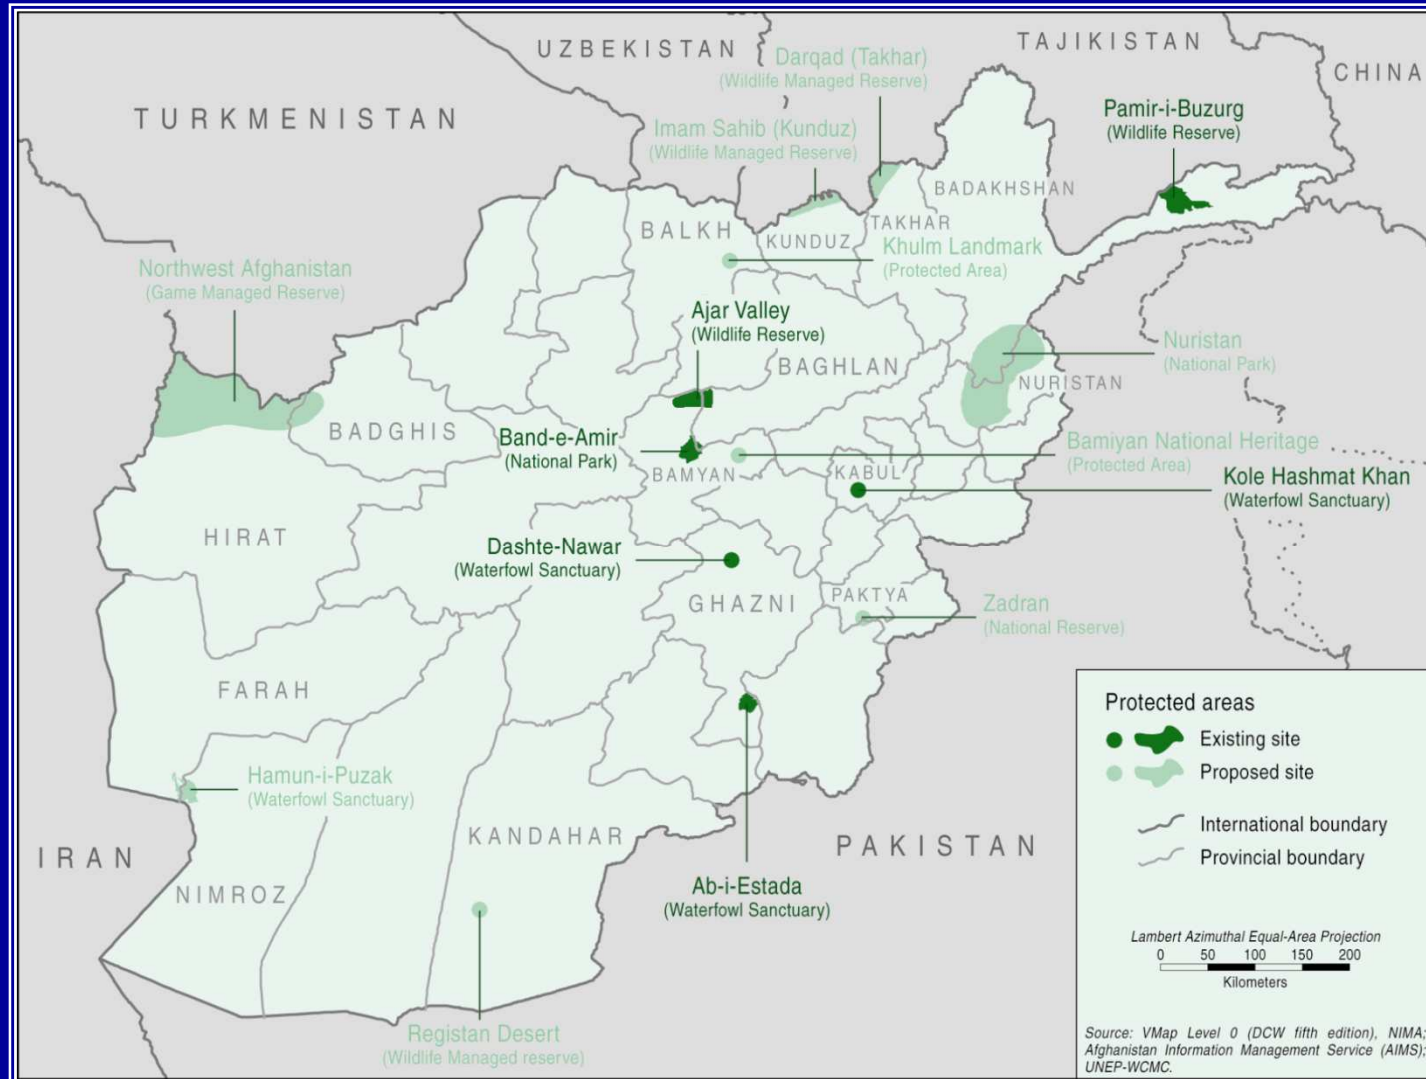 UZBEKISTAN
TAJIKISTAN
CHINA
TURKMENISTAN
Darqad (Takhar)
(Wildlife Managed Reserve)
Imam Sahib (Kunduz)
(Wildlife Managed Reserve)
Pamir-i-Buzurg
(Wildlife Reserve)
BADAKHSHAN
TAKHAR
KUNDUZ
BALKH
Khulm Landmark
(Protected Area)
Northwest Afghanistan
(Game Managed Reserve)
Ajar Valley
(Wildlife Reserve)
BAGHLAN
Nuristan
(National Park)
NURISTAN
BADGHIS
Band-e-Amir
(National Park)
BAMYAN
Bamiyan National Heritage
(Protected Area)
KABUL
Kole Hashmat Khan
(Waterfowl Sanctuary)
HIRAT
Dashte-Nawar
(Waterfowl Sanctuary)
GHAZNI
PAKTYA
Zadran
(National Reserve)
FARAH
Hamun-i-Puzak
(Waterfowl Sanctuary)
KANDAHAR
IRAN
NIMROZ
PAKISTAN
Ab-i-Estada
(Waterfowl Sanctuary)
Registan Desert
(Wildlife Managed reserve)
Protected areas
Existing site
Proposed site
International boundary
Provincial boundary
Lambert Azimuthal Equal-Area Projection
0 50 100 150 200
Kilometers
Source: VMap Level 0 (DCW fifth edition), NIMA;
Afghanistan Information Management Service (AIMS);
UNEP-WCMC.